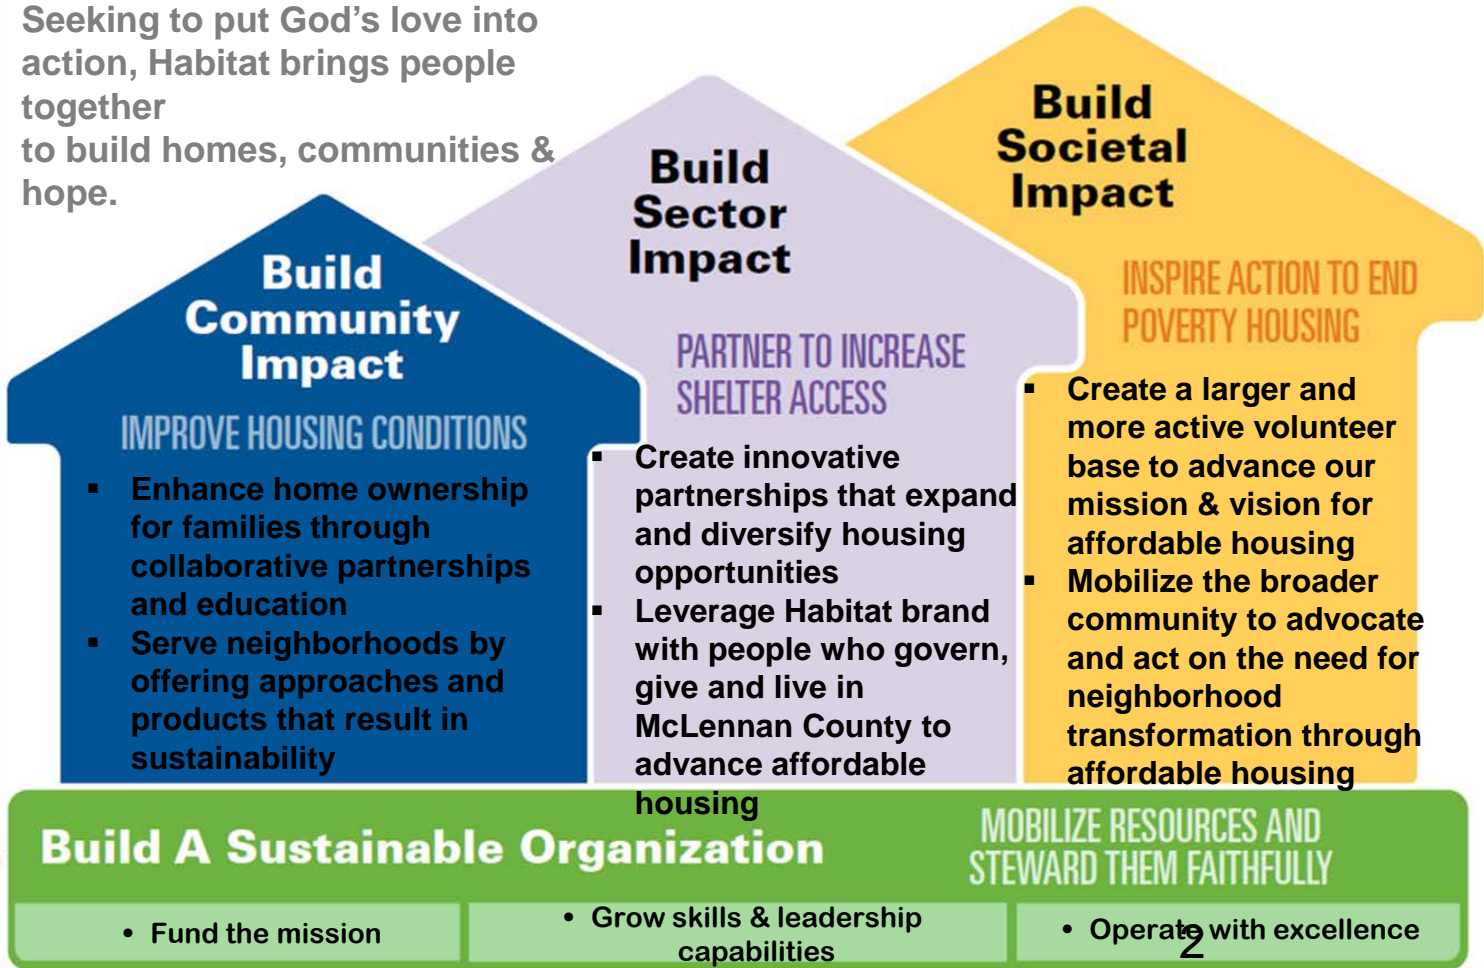 Seeking to put God’s love into
action, Habitat brings people
together
to build homes, communities &
hope.
Build
Community
Impact
IMPROVE HOUSING CONDITIONS
▪ Enhance home ownership
for families through
collaborative partnerships
and education
▪ Serve neighborhoods by
offering approaches and
products that result in
sustainability
Build
Sector
Impact
PARTNER TO INCREASE
SHELTER ACCESS
▪ Create innovative
partnerships that expand
and diversify housing
opportunities
▪ Leverage Habitat brand
with people who govern,
give and live in
McLennan County to
advance affordable
housing
Build
Societal
Impact
INSPIRE ACTION TO END
POVERTY HOUSING
▪ Create a larger and
more active volunteer
base to advance our
mission & vision for
affordable housing
▪ Mobilize the broader
community to advocate
and act on the need for
neighborhood
transformation through
affordable housing
Build A Sustainable Organization
MOBILIZE RESOURCES AND
STEWARD THEM FAITHFULLY
• Fund the mission
• Grow skills & leadership
capabilities
• Operate with excellence
2